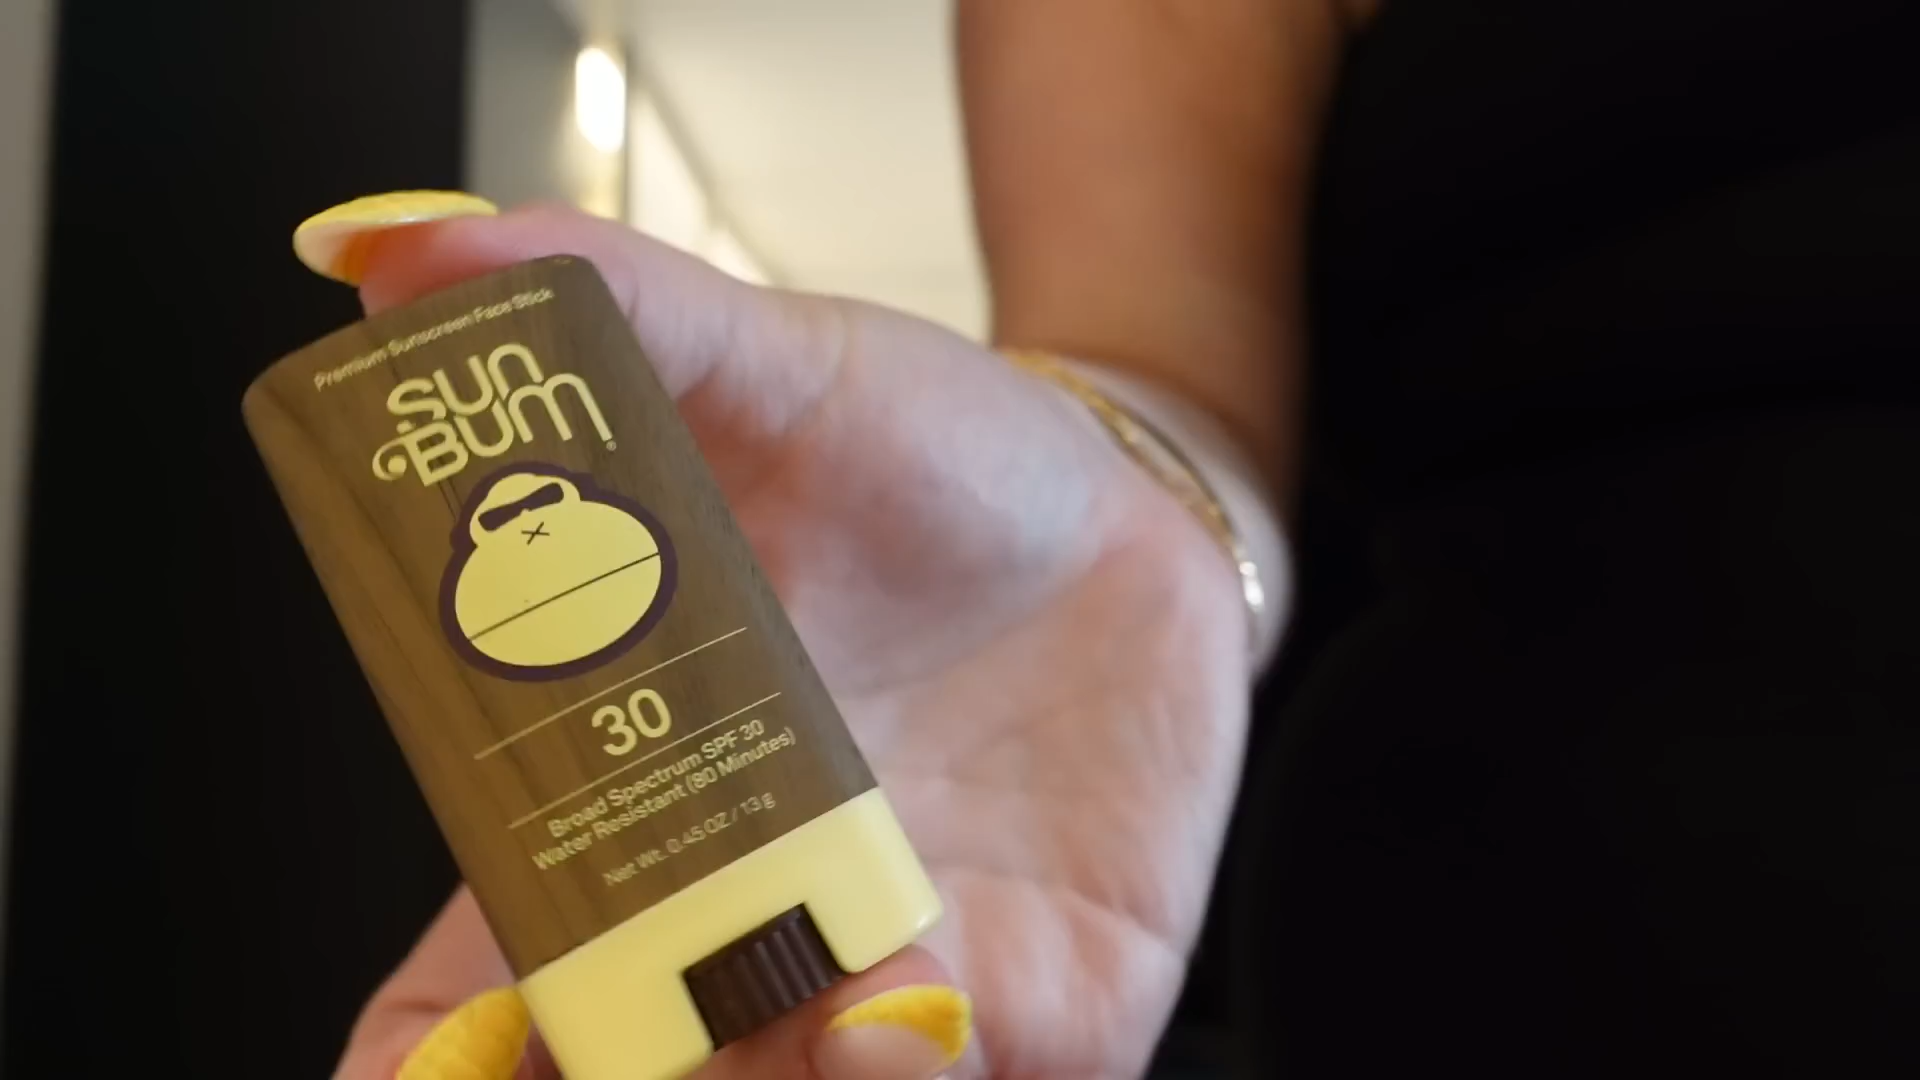 Premium Sunscreen Face Stick
SUN
BUM®
30
Broad Spectrum SPF 30
Water Resistant (80 Minutes)
Net Wt. 0.45 OZ / 13 g